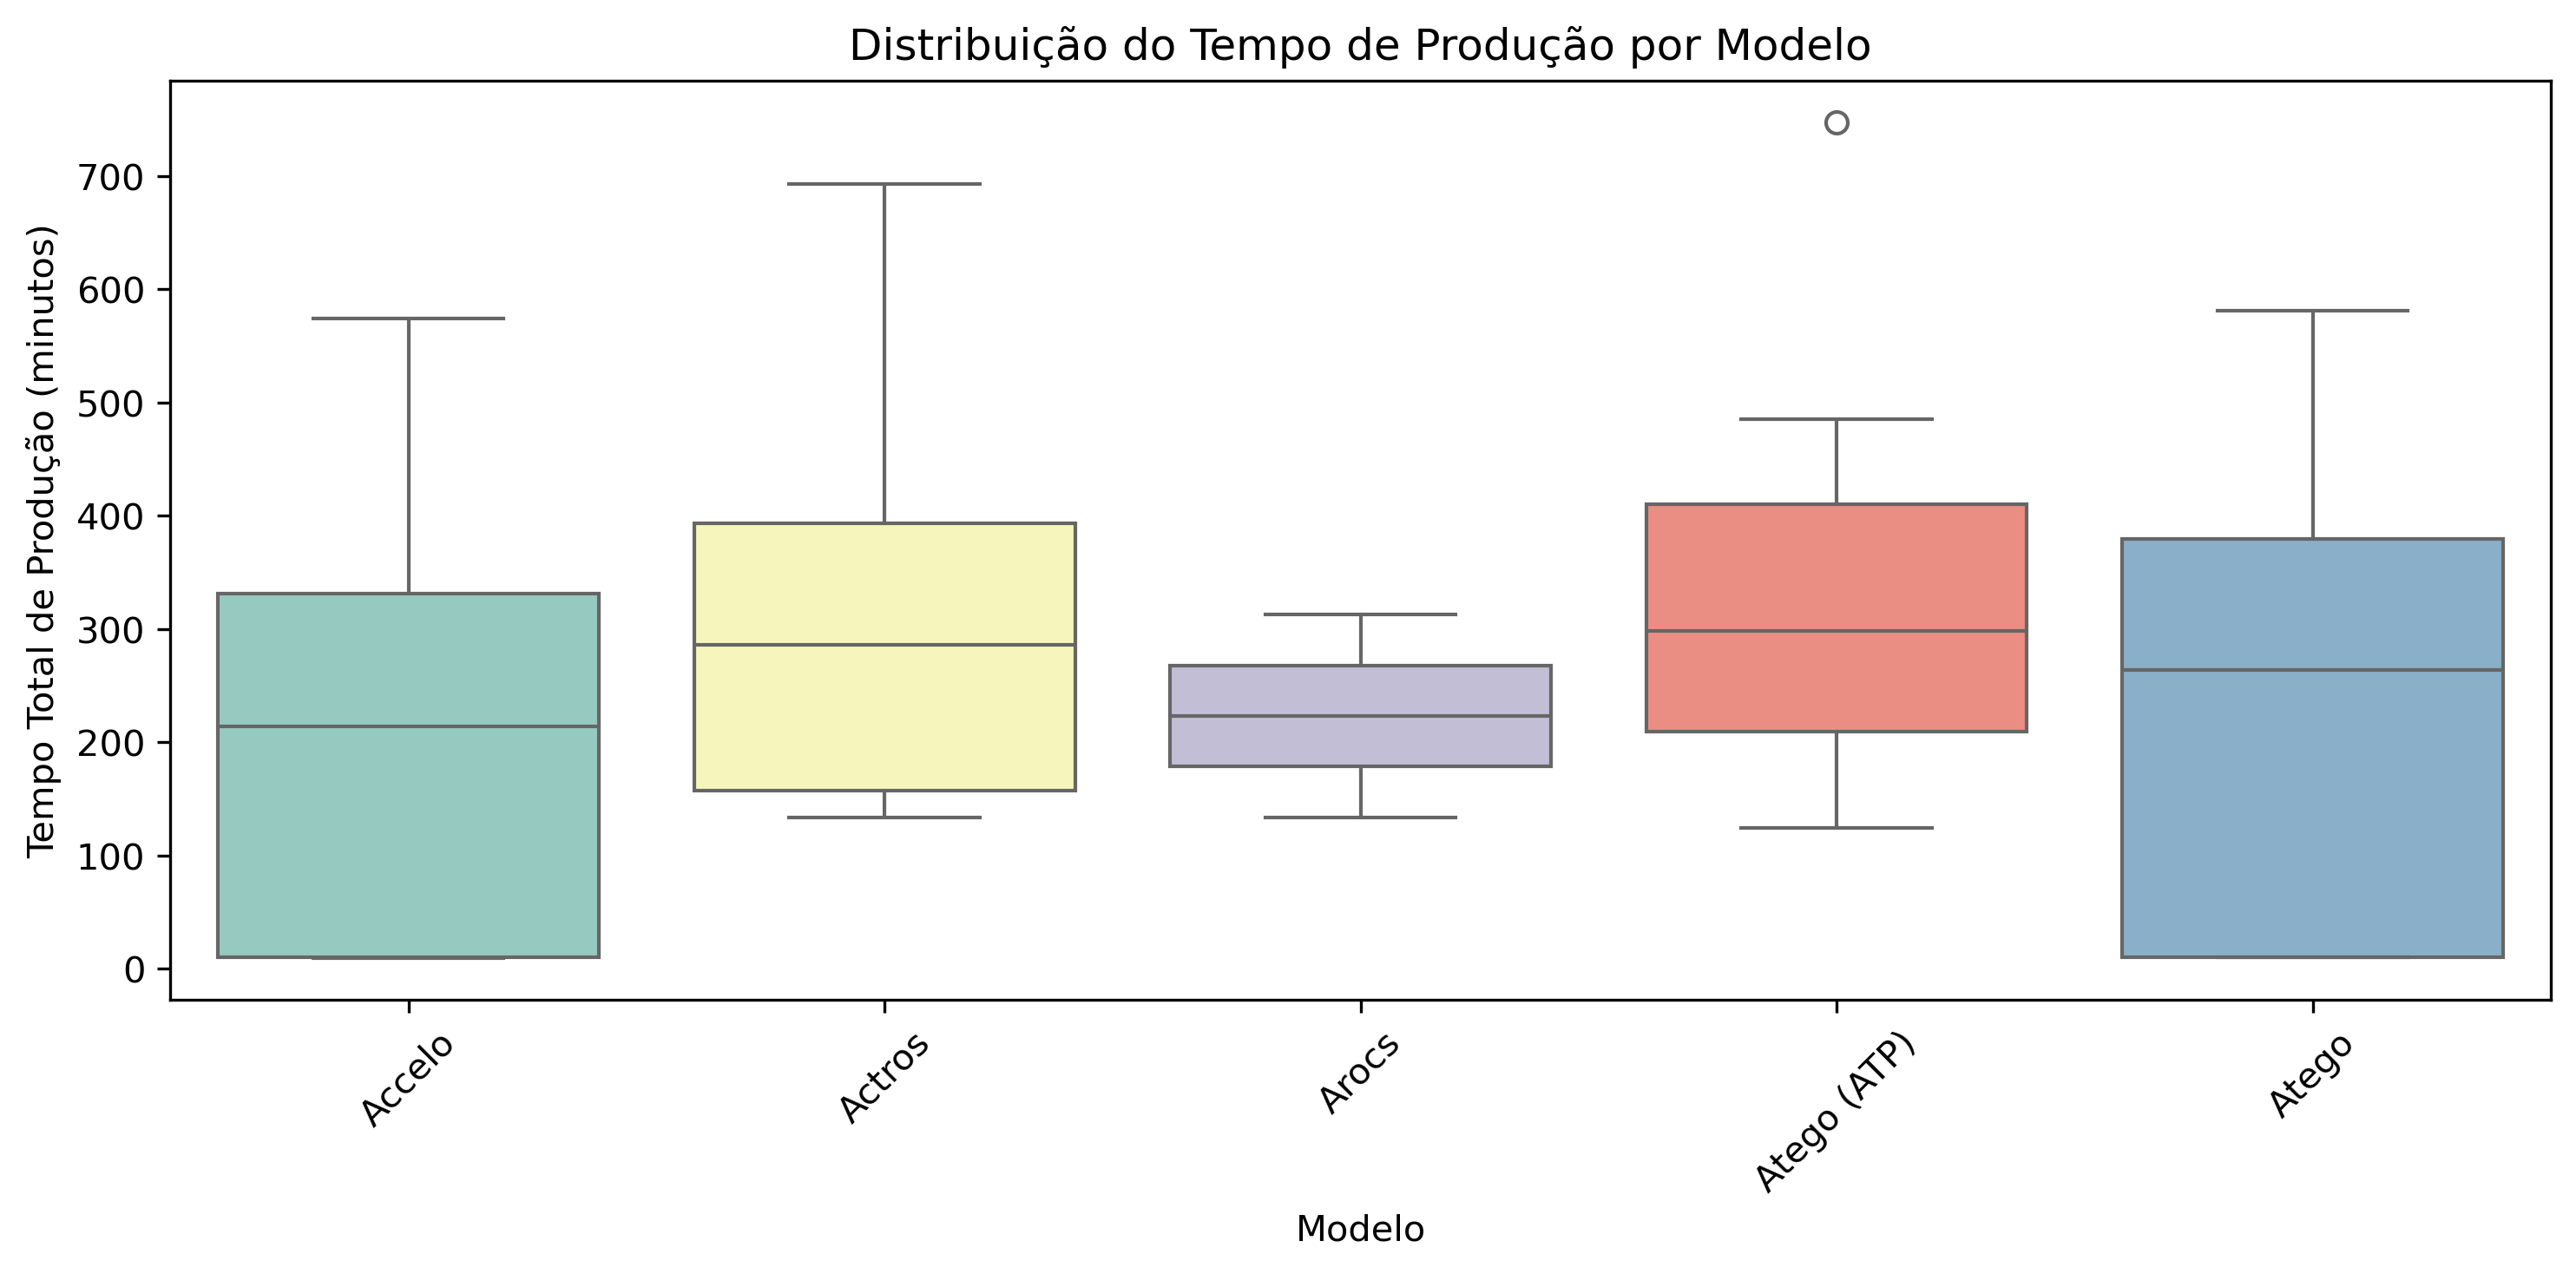 Distribuição do Tempo de Produção por Modelo
Tempo Total de Produção (minutos)
700
600
500
400
300
200
100
0
Accelo
Actros
Arocs
Atego (ATP)
Atego
Modelo